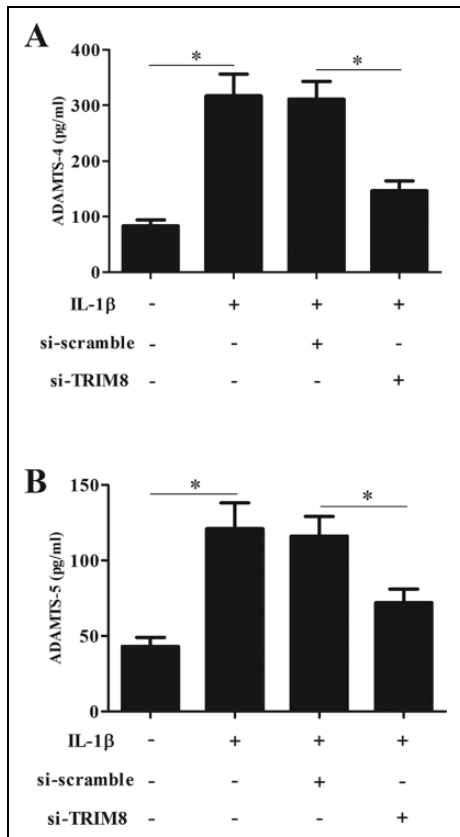 A
* *
400
300
200
100
0
ADAMTS-4 (pg/ml)
IL-1β - + + +
si-scramble - - + -
si-TRIM8 - - - +
B
* *
150
100
50
0
ADAMTS-5 (pg/ml)
IL-1β - + + +
si-scramble - - + -
si-TRIM8 - - - +